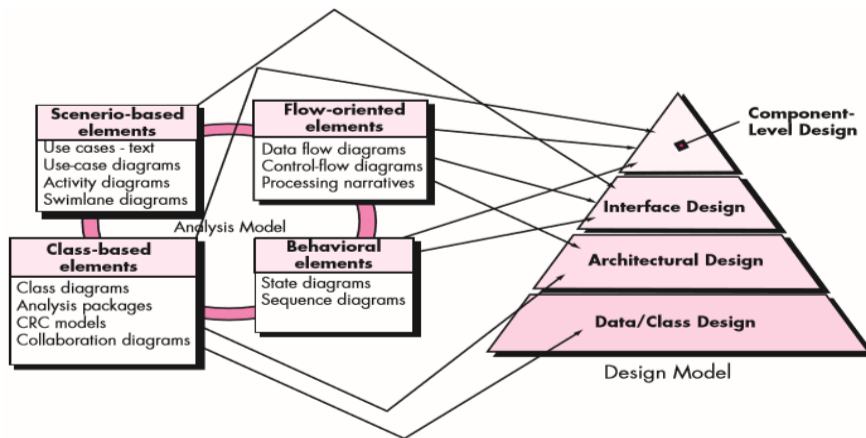 Scenerio-based
elements
Use cases - text
Use-case diagrams
Activity diagrams
Swimlane diagrams
Flow-oriented
elements
Data flow diagrams
Control-flow diagrams
Processing narratives
Analysis Model
Class-based
elements
Class diagrams
Analysis packages
CRC models
Collaboration diagrams
Behavioral
elements
State diagrams
Sequence diagrams
Component-
Level Design
Interface Design
Architectural Design
Data/Class Design
Design Model